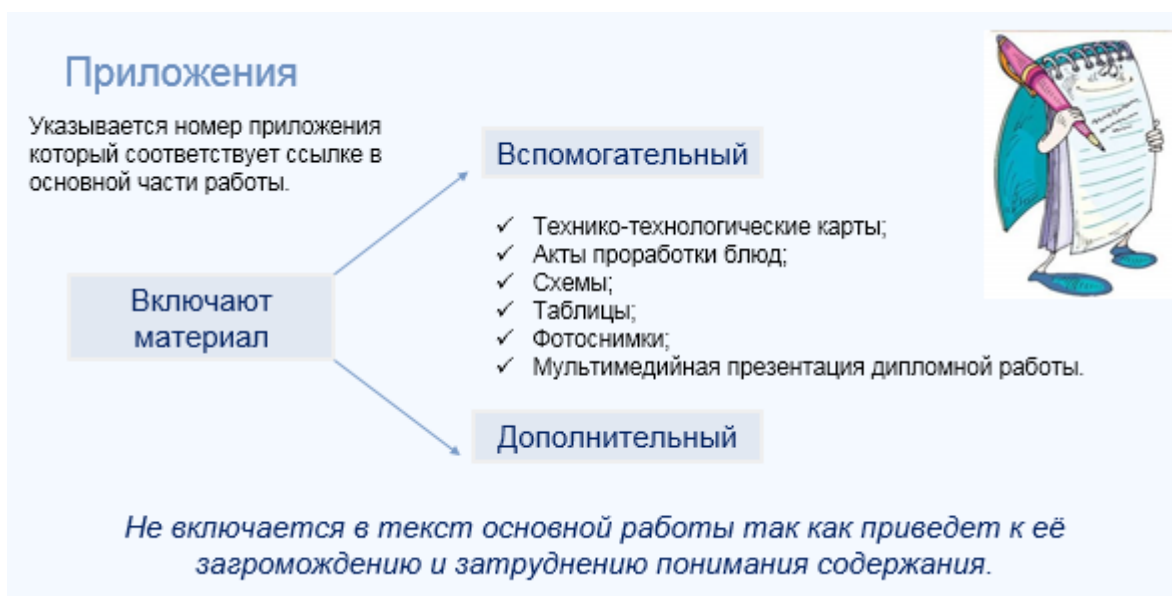 Приложения
Указывается номер приложения
который соответствует ссылке в
основной части работы.
Включают
материал
Вспомогательный
✓ Технико-технологические карты;
✓ Акты проработки блюд;
✓ Схемы;
✓ Таблицы;
✓ Фотоснимки;
✓ Мультимедийная презентация дипломной работы.
Дополнительный
Не включается в текст основной работы так как приведет к её
загромождению и затруднению понимания содержания.